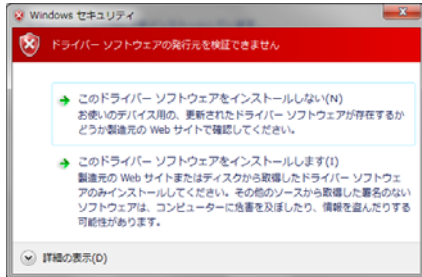 Windows セキュリティ
ドライバー ソフトウェアの発行元を検証できません
このドライバー ソフトウェアをインストールしない(N)
お使いのデバイス用の、更新されたドライバー ソフトウェアが存在するか
どうか製造元の Web サイトで確認してください。
このドライバー ソフトウェアをインストールします(I)
製造元の Web サイトまたはディスクから取得したドライバー ソフトウェ
アのみインストールしてください。その他のソースから取得した署名のない
ソフトウェアは、コンピューターに危害を及ぼしたり、情報を盗んだりする
可能性があります。
詳細の表示(D)